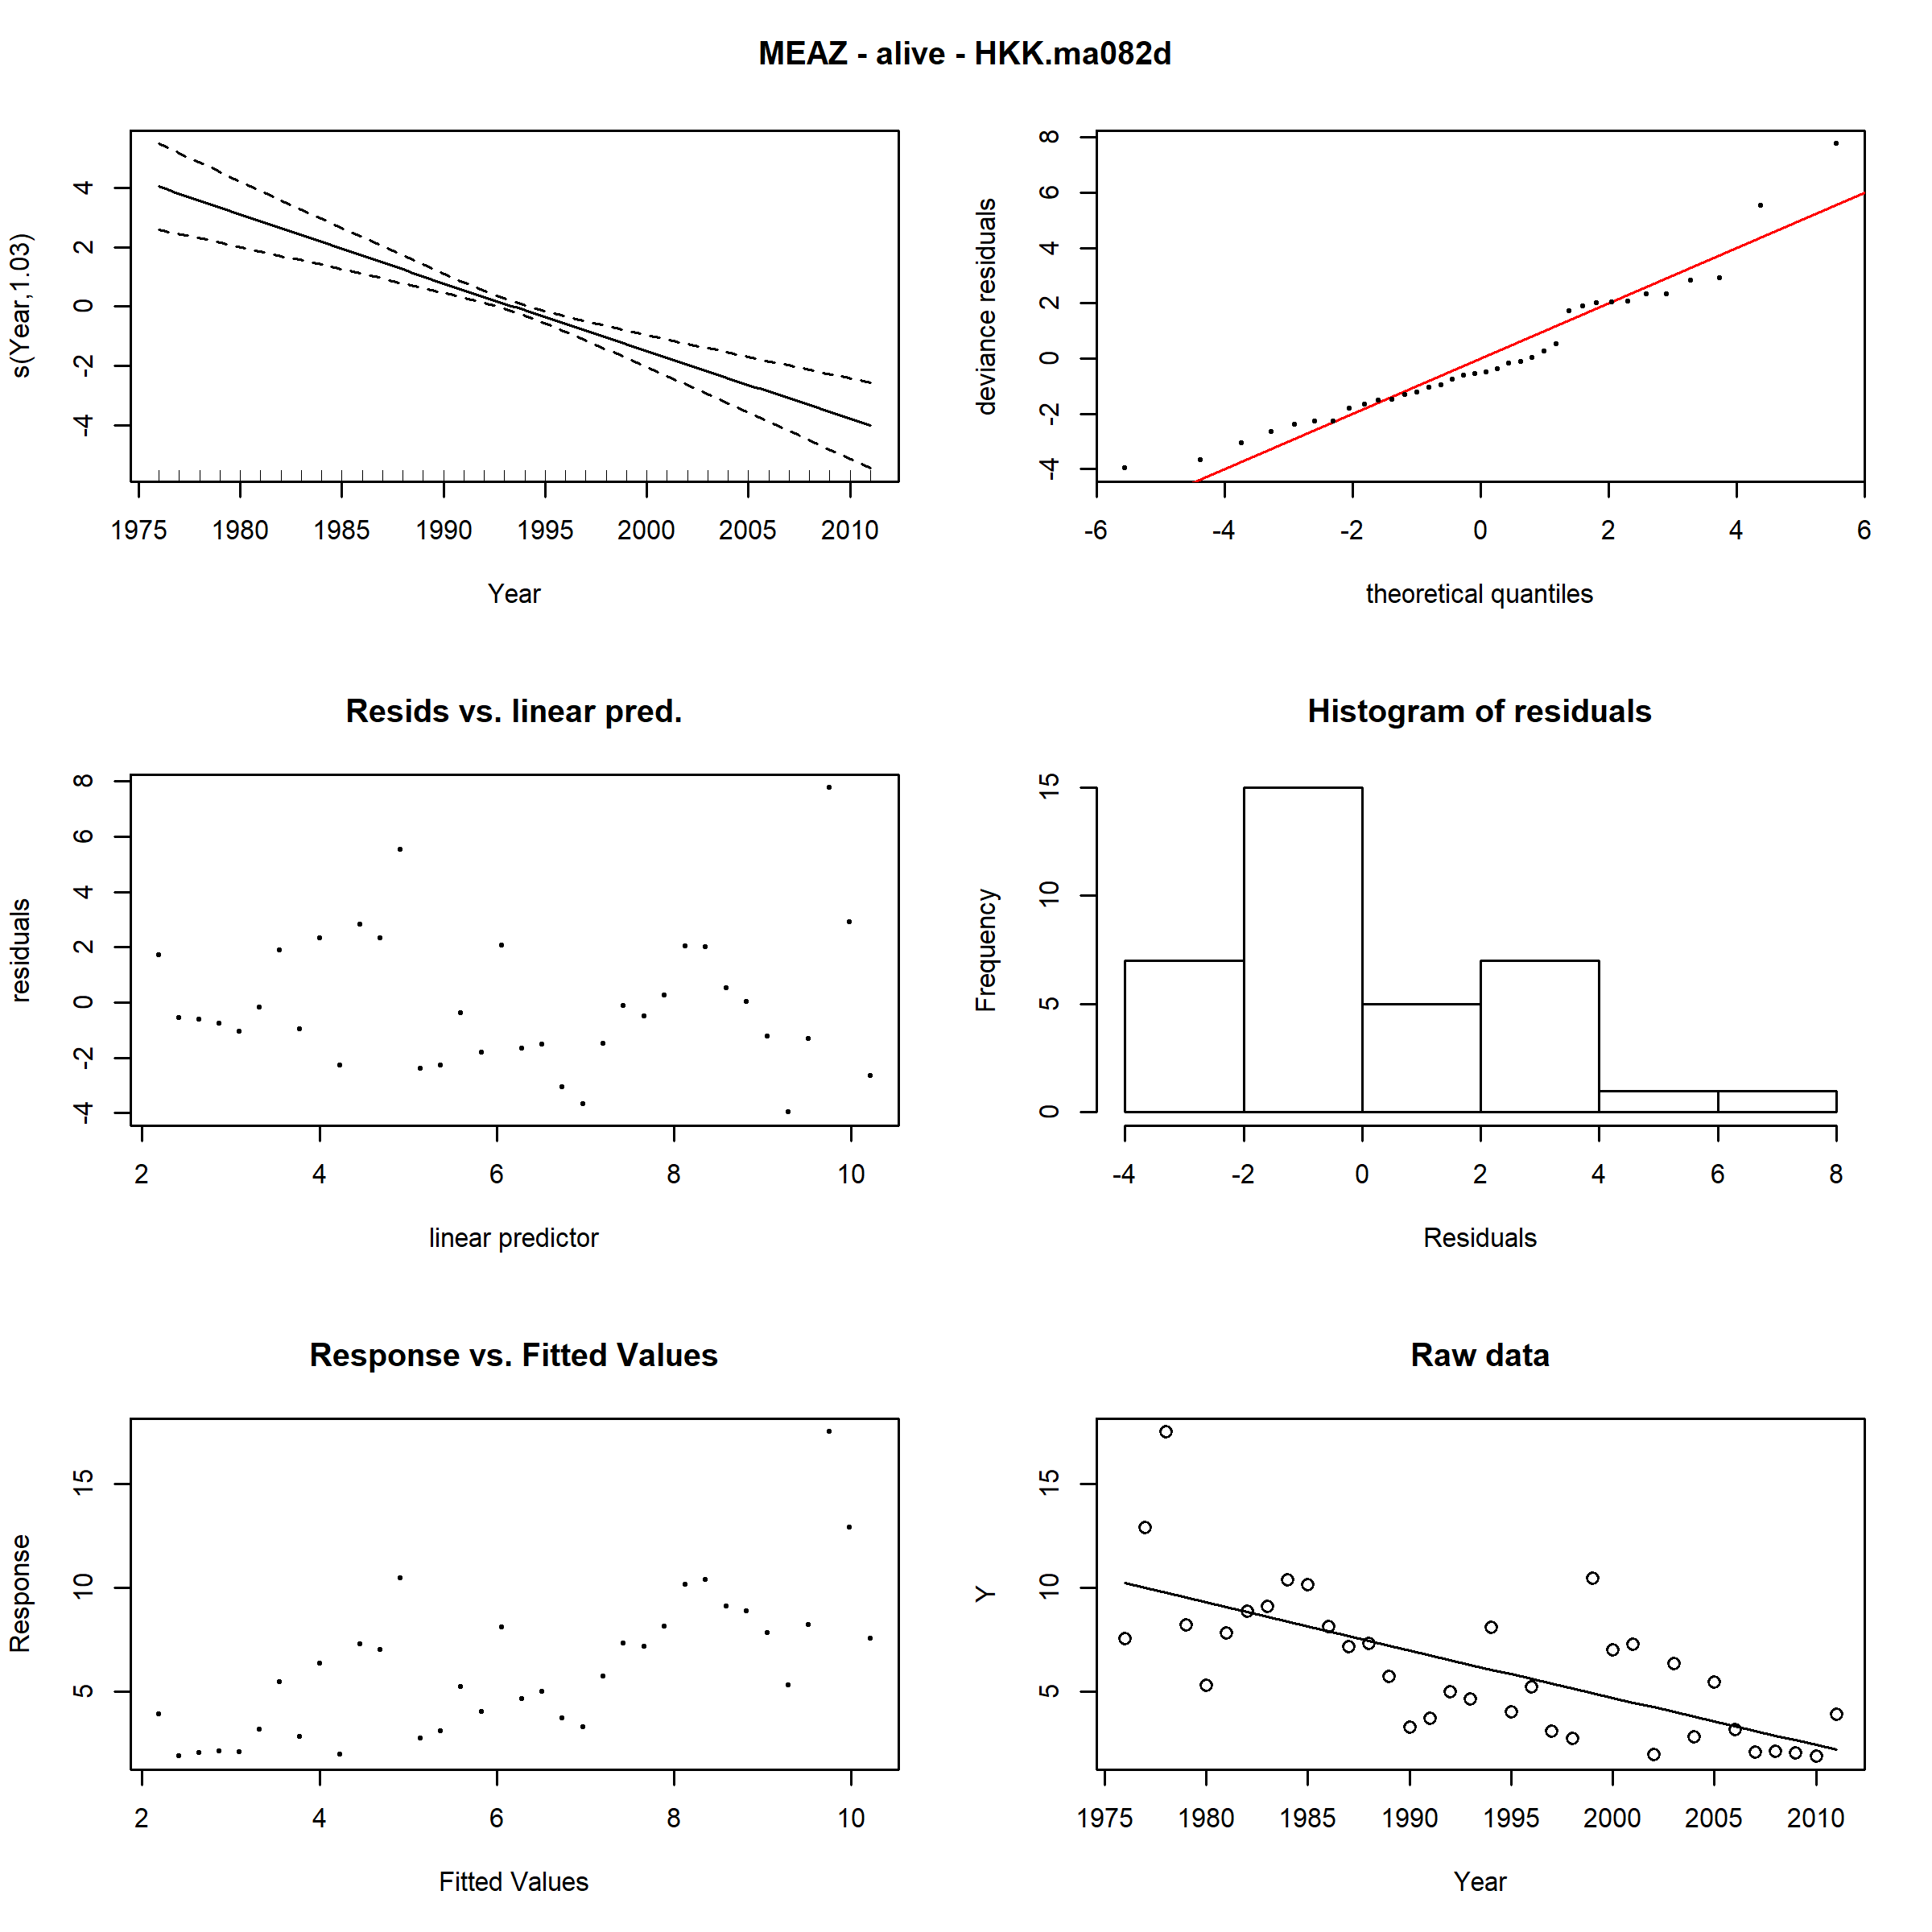 MEAZ - alive - HKK.ma082d
s(Year,1.03)
4
2
0
-2
-4
1975 1980 1985 1990 1995 2000 2005 2010
Year
deviance residuals
8
6
4
2
0
-2
-4
-6 -4 -2 0 2 4 6
theoretical quantiles
Resids vs. linear pred.
residuals
8
6
4
2
0
-2
-4
2 4 6 8 10
linear predictor
Histogram of residuals
Frequency
15
10
5
0
-4 -2 0 2 4 6 8
Residuals
Response vs. Fitted Values
Response
15
10
5
2 4 6 8 10
Fitted Values
Raw data
Y
15
10
5
1975 1980 1985 1990 1995 2000 2005 2010
Year